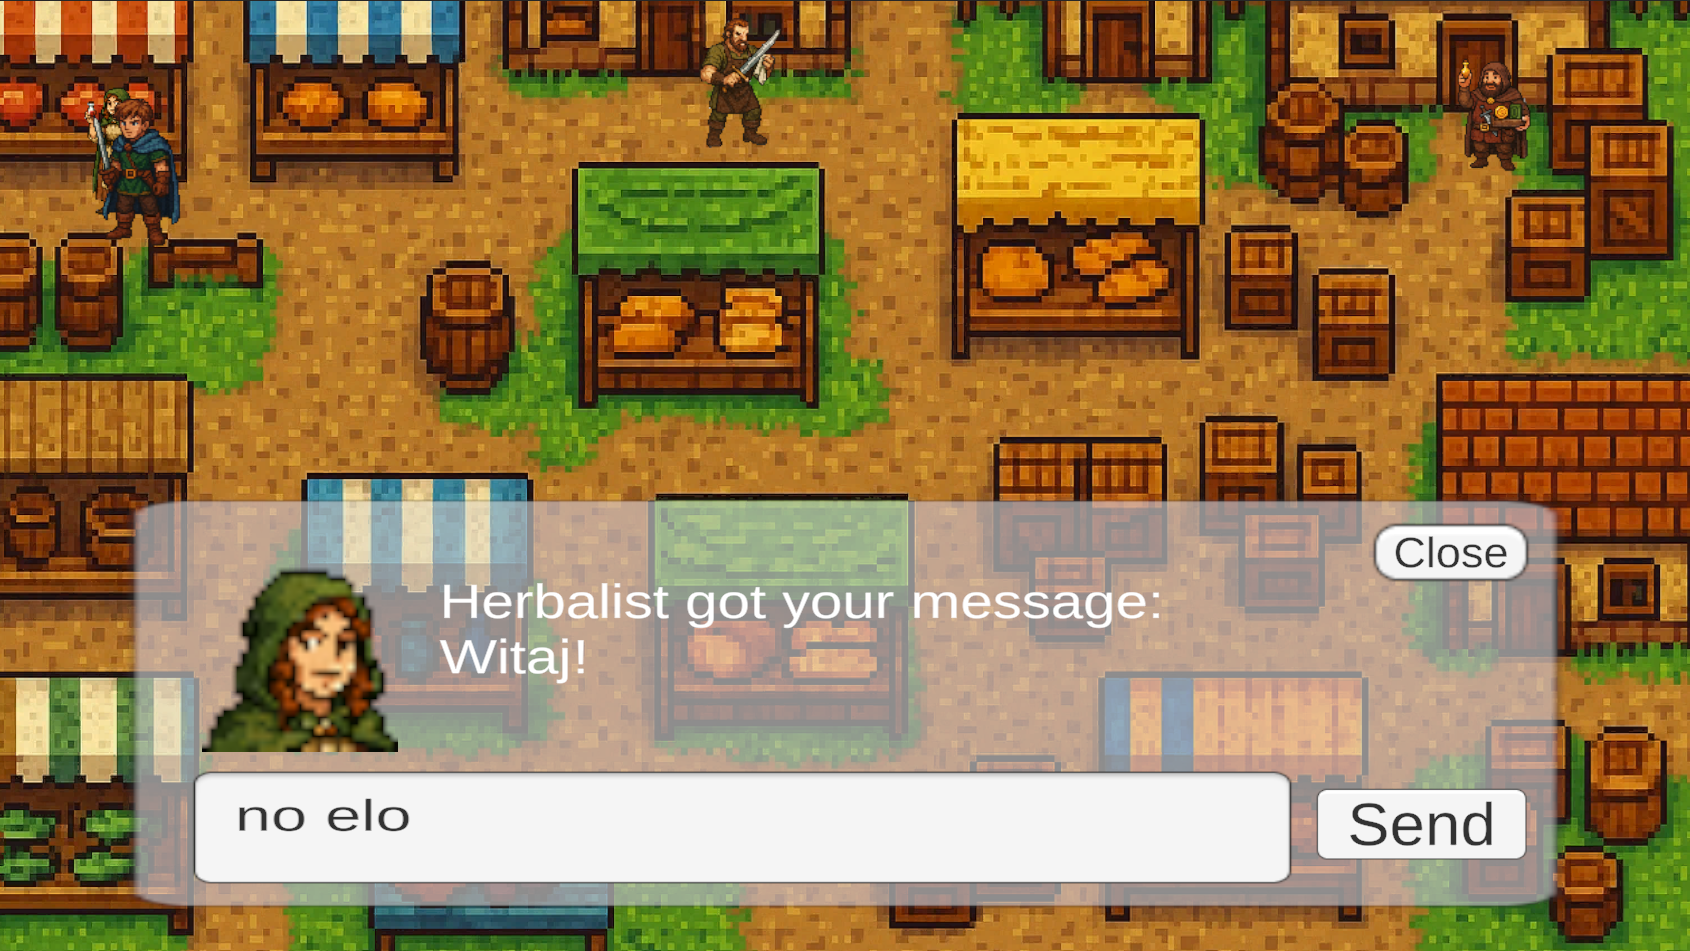 Close
Herbalist got your message:
Witaj!
no elo
Send